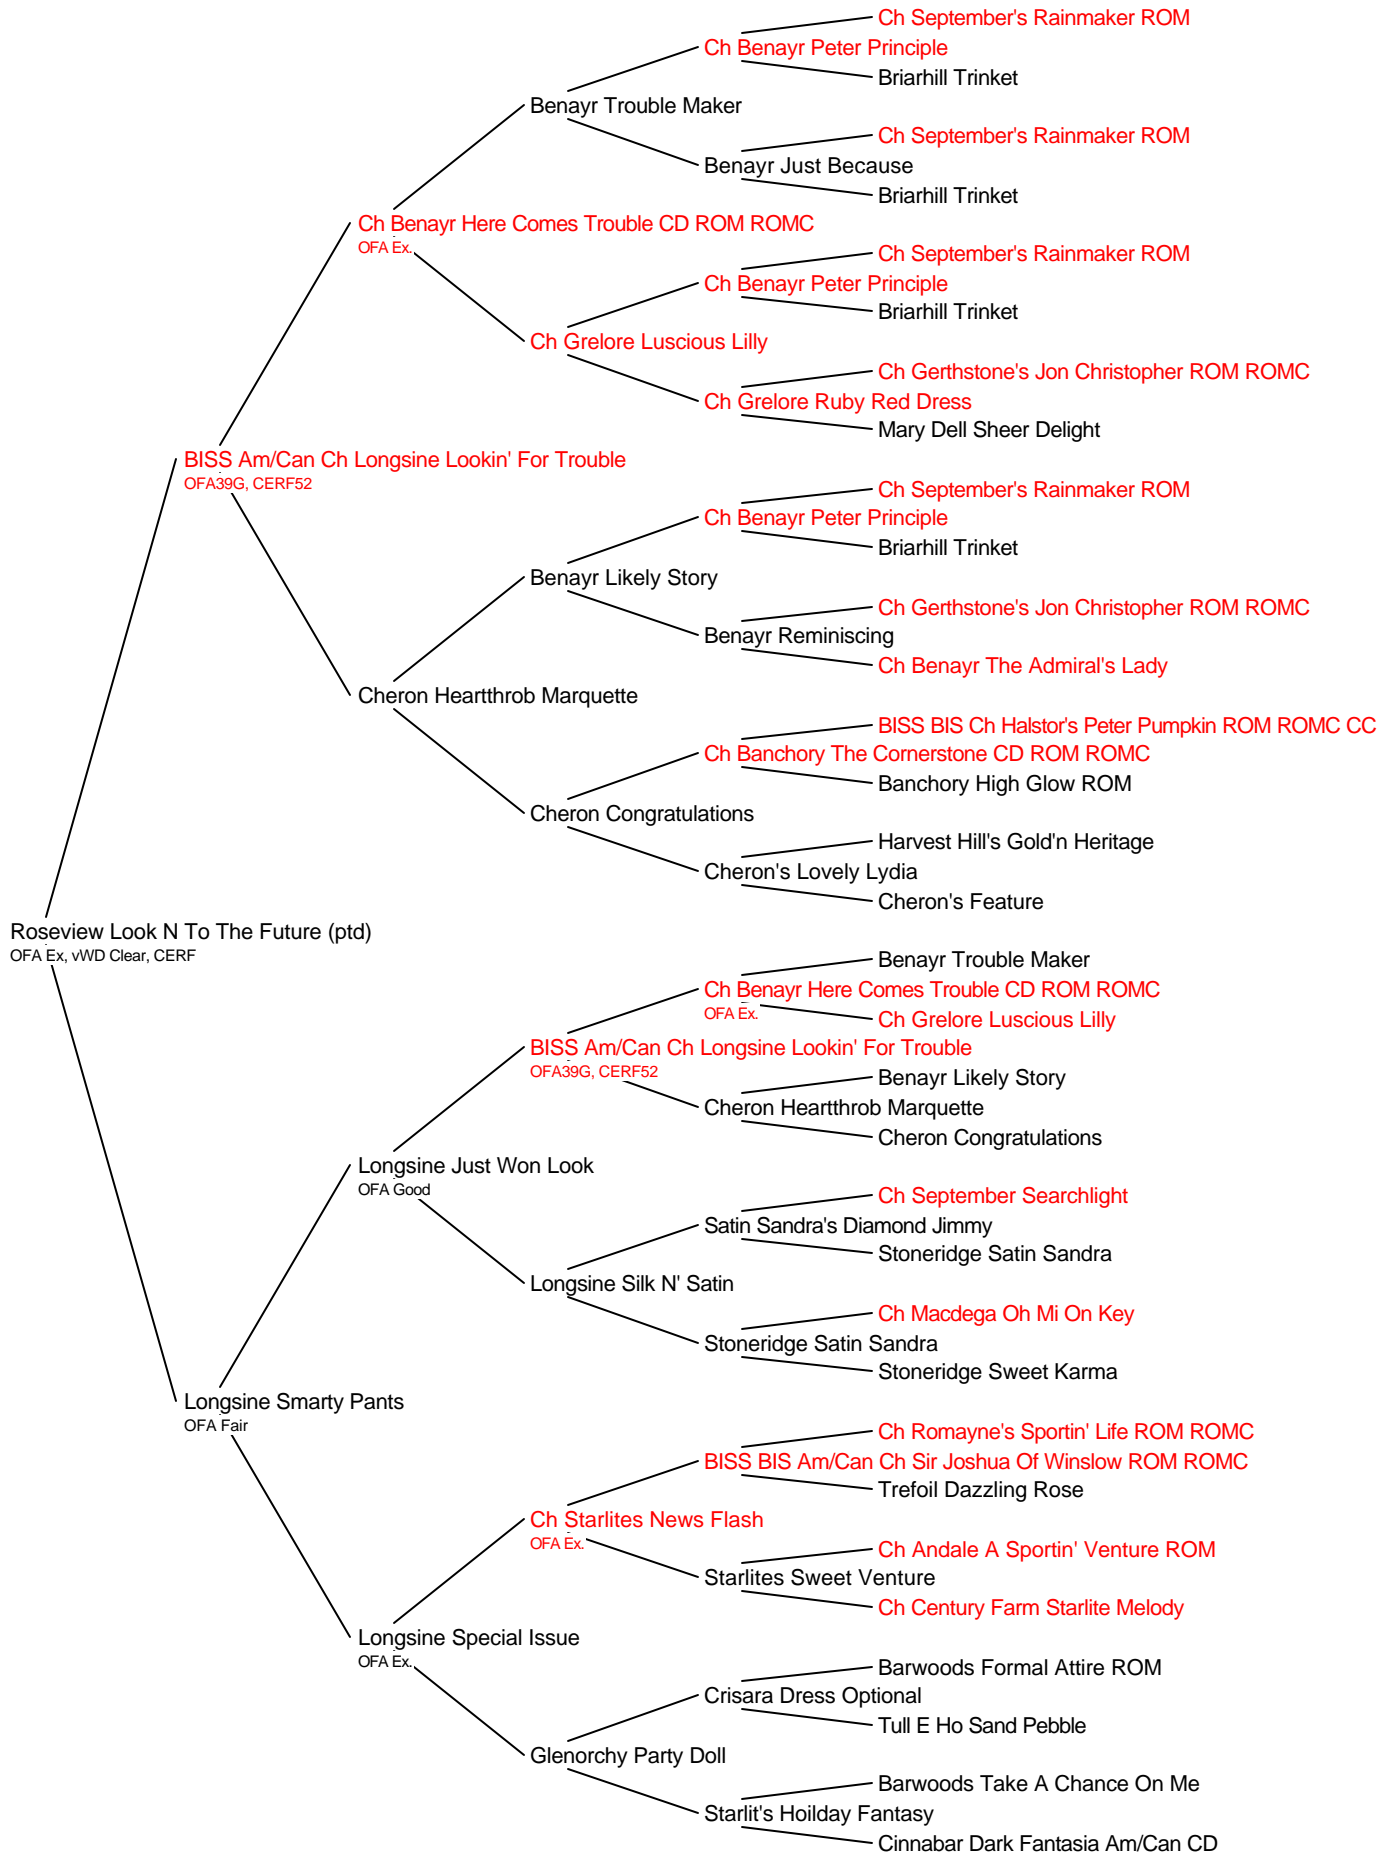 Ch September's Rainmaker ROM
Ch Benayr Peter Principle
Briarhill Trinket
Benayr Trouble Maker
Ch September's Rainmaker ROM
Benayr Just Because
Briarhill Trinket
Ch Benayr Here Comes Trouble CD ROM ROMC
OFA Ex.
Ch September's Rainmaker ROM
Ch Benayr Peter Principle
Briarhill Trinket
Ch Grelore Luscious Lilly
Ch Gerthstone's Jon Christopher ROM ROMC
Ch Grelore Ruby Red Dress
Mary Dell Sheer Delight
BISS Am/Can Ch Longsine Lookin' For Trouble
OFA39G, CERF52
Ch September's Rainmaker ROM
Ch Benayr Peter Principle
Briarhill Trinket
Benayr Likely Story
Ch Gerthstone's Jon Christopher ROM ROMC
Benayr Reminiscing
Ch Benayr The Admiral's Lady
Cheron Heartthrob Marquette
BISS BIS Ch Halstor's Peter Pumpkin ROM ROMC CC
Ch Banchory The Cornerstone CD ROM ROMC
Banchory High Glow ROM
Cheron Congratulations
Harvest Hill's Gold'n Heritage
Cheron's Lovely Lydia
Cheron's Feature
Roseview Look N To The Future (ptd)
OFA Ex, vWD Clear, CERF
Benayr Trouble Maker
Ch Benayr Here Comes Trouble CD ROM ROMC
OFA Ex.
Ch Grelore Luscious Lilly
BISS Am/Can Ch Longsine Lookin' For Trouble
OFA39G, CERF52
Benayr Likely Story
Cheron Heartthrob Marquette
Cheron Congratulations
Longsine Just Won Look
OFA Good
Ch September Searchlight
Satin Sandra's Diamond Jimmy
Stoneridge Satin Sandra
Longsine Silk N' Satin
Ch Macdega Oh Mi On Key
Stoneridge Satin Sandra
Stoneridge Sweet Karma
Longsine Smarty Pants
OFA Fair
Ch Romayne's Sportin' Life ROM ROMC
BISS BIS Am/Can Ch Sir Joshua Of Winslow ROM ROMC
Trefoil Dazzling Rose
Ch Starlites News Flash
OFA Ex.
Ch Andale A Sportin' Venture ROM
Starlites Sweet Venture
Ch Century Farm Starlite Melody
Longsine Special Issue
OFA Ex.
Barwoods Formal Attire ROM
Crisara Dress Optional
Tull E Ho Sand Pebble
Glenorchy Party Doll
Barwoods Take A Chance On Me
Starlit's Hoilday Fantasy
Cinnabar Dark Fantasia Am/Can CD